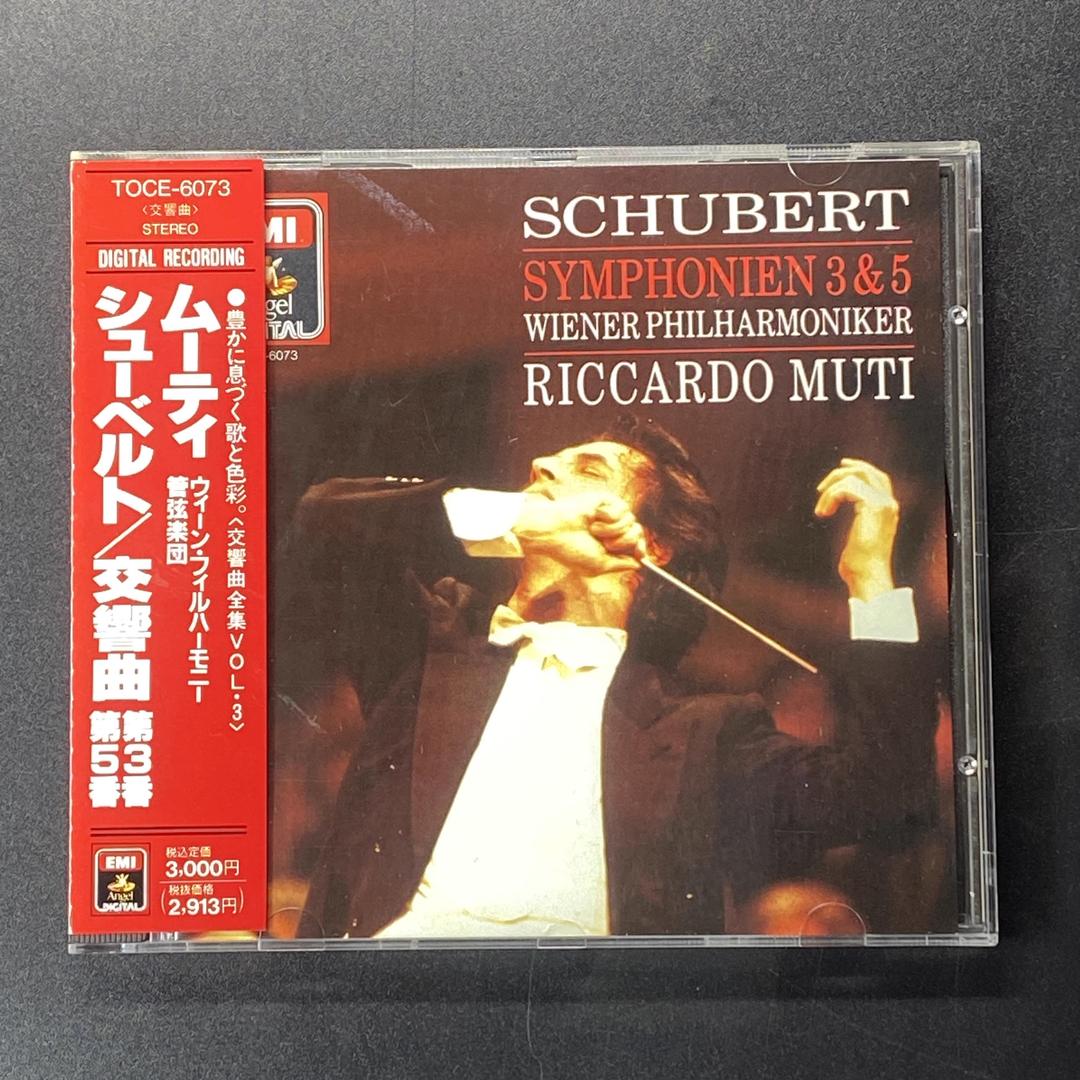 TOCE-6073
〈交響曲〉
STEREO
DIGITAL RECORDING
●豊かに息づく歌と色彩。〈交響曲全集VOL.3〉
ムーティ
ウィーン・フィルハーモニー
管弦楽団
シューベルト/交響曲
第3番
第5番
EMI
Angel
DIGITAL
税込定価
3,000円
税抜価格
(2,913円)
MI
gel
ITAL
-6073
SCHUBERT
SYMPHONIEN 3 & 5
WIENER PHILHARMONIKER
RICCARDO MUTI